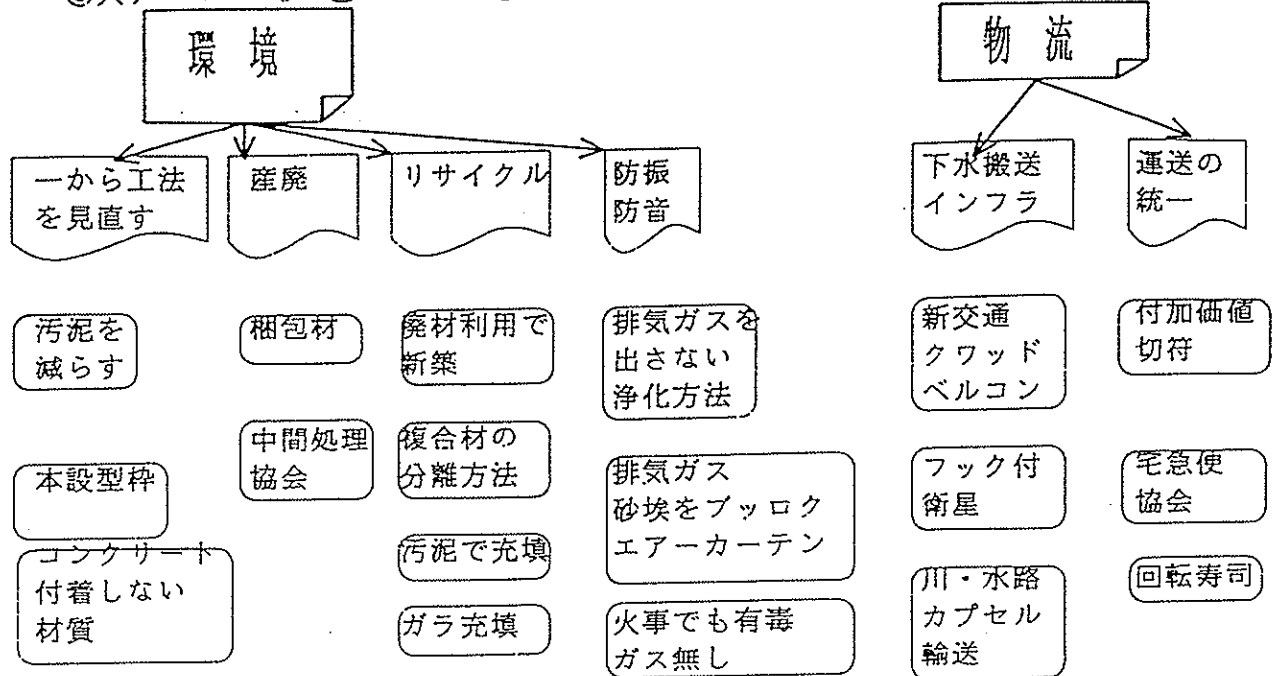 環境
物流
一から工法
を見直す
産廃
リサイクル
防振
防音
下水搬送
インフラ
運送の
統一
汚泥を
減らす
梱包材
廃材利用で
新築
排気ガスを
出さない
浄化方法
新交通
クワッド
ベルコン
付加価値
切符
本設型枠
中間処理
協会
複合材の
分離方法
排気ガス
砂埃をブッロク
エアーカーテン
フック付
衛星
宅急便
協会
コンクリート
付着しない
材質
汚泥で充填
ガラ充填
火事でも有毒
ガス無し
川・水路
カプセル
輸送
回転寿司